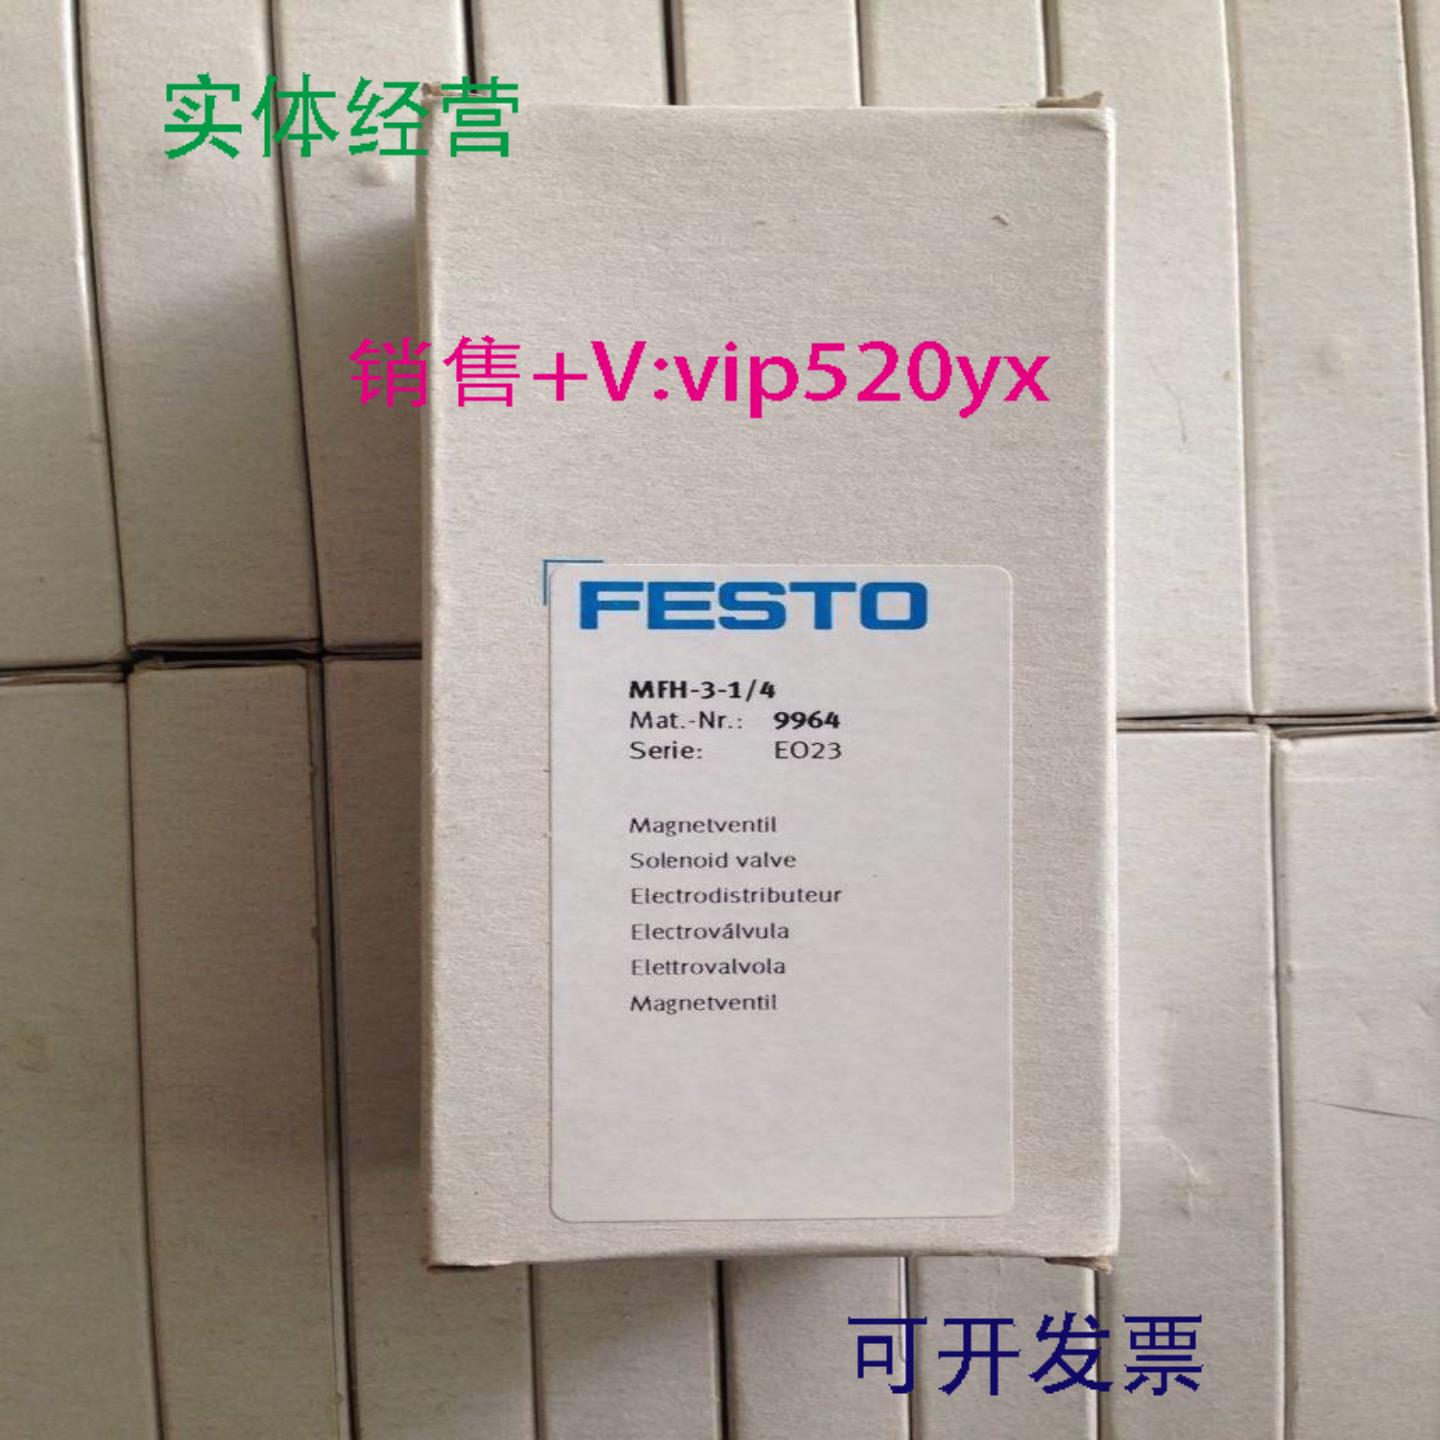 实体经营
销售+V:vip520yx
FESTO
MFH-3-1/4
Mat.-Nr.: 9964
Serie: EO23
Magnetventil
Solenoid valve
Electrodistributeur
Electroválvula
Elettrovalvola
Magnetventil
可开发票